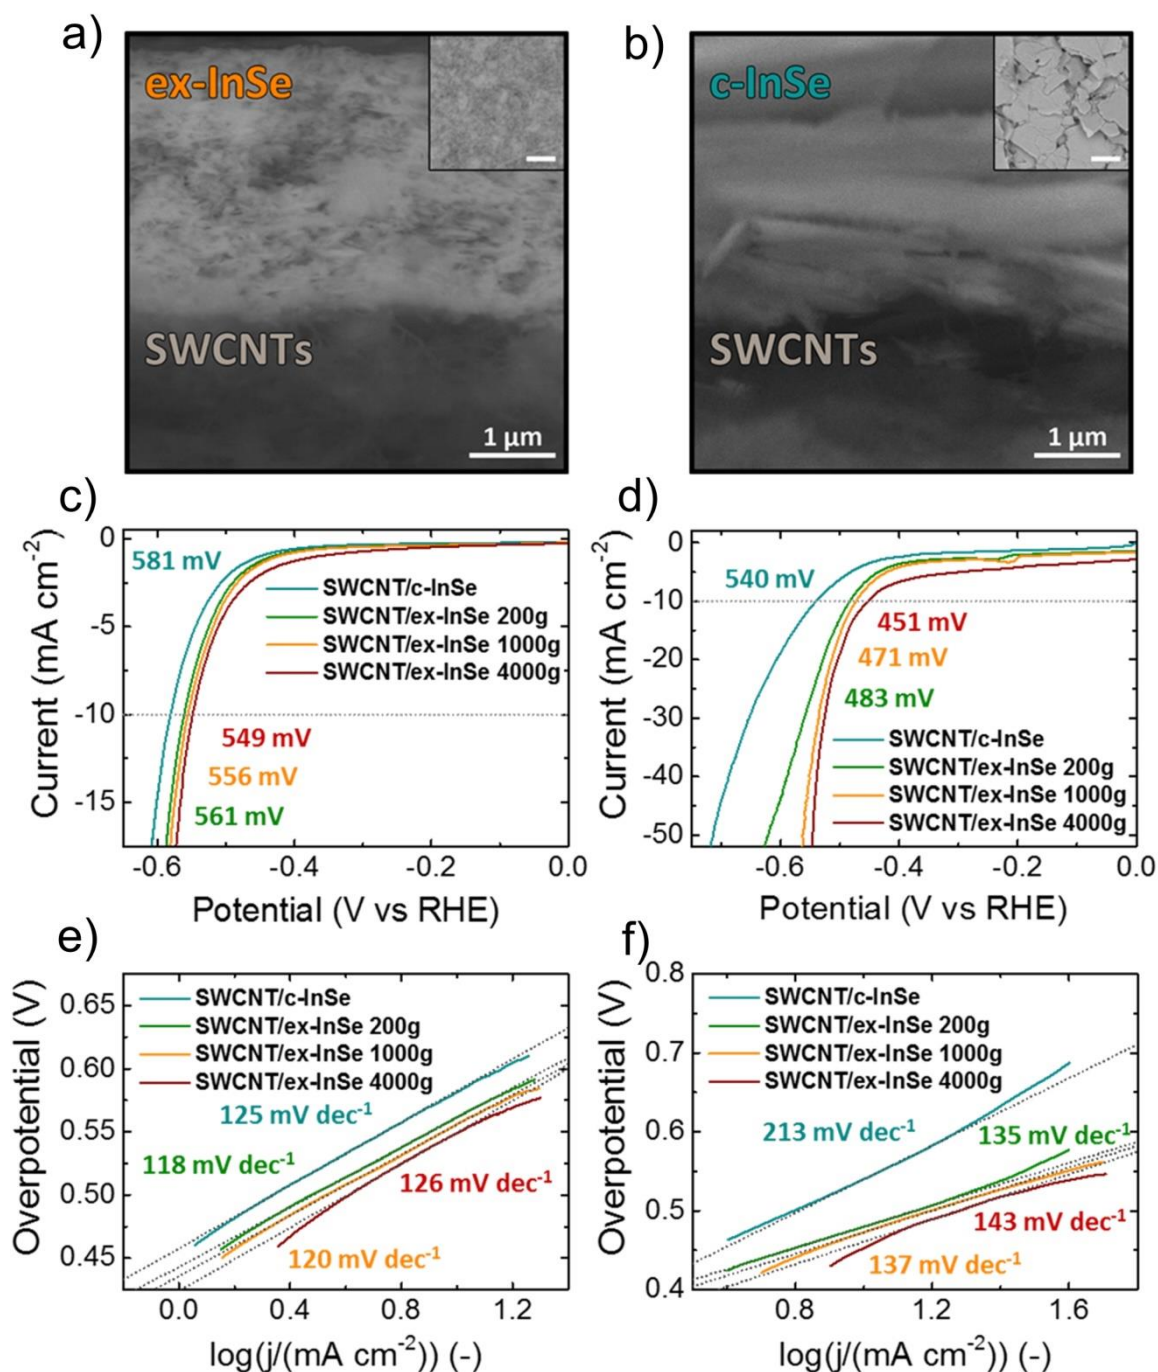 a)
ex-InSe
SWCNTs
1 µm
b)
c-InSe
SWCNTs
1 µm
c)
Current (mA cm⁻²)
0
-5
-10
-15
581 mV
SWCNT/c-InSe
SWCNT/ex-InSe 200g
SWCNT/ex-InSe 1000g
SWCNT/ex-InSe 4000g
549 mV
556 mV
561 mV
-0.6 -0.4 -0.2 0.0
Potential (V vs RHE)
d)
Current (mA cm⁻²)
0
-10
-20
-30
-40
-50
540 mV
451 mV
471 mV
483 mV
SWCNT/c-InSe
SWCNT/ex-InSe 200g
SWCNT/ex-InSe 1000g
SWCNT/ex-InSe 4000g
-0.6 -0.4 -0.2 0.0
Potential (V vs RHE)
e)
Overpotential (V)
0.65
0.60
0.55
0.50
0.45
SWCNT/c-InSe
SWCNT/ex-InSe 200g
SWCNT/ex-InSe 1000g
SWCNT/ex-InSe 4000g
125 mV dec⁻¹
118 mV dec⁻¹
126 mV dec⁻¹
120 mV dec⁻¹
0.0 0.4 0.8 1.2
log(j/(mA cm⁻²)) (-)
f)
Overpotential (V)
0.8
0.7
0.6
0.5
0.4
SWCNT/c-InSe
SWCNT/ex-InSe 200g
SWCNT/ex-InSe 1000g
SWCNT/ex-InSe 4000g
213 mV dec⁻¹
135 mV dec⁻¹
143 mV dec⁻¹
137 mV dec⁻¹
0.8 1.2 1.6
log(j/(mA cm⁻²)) (-)